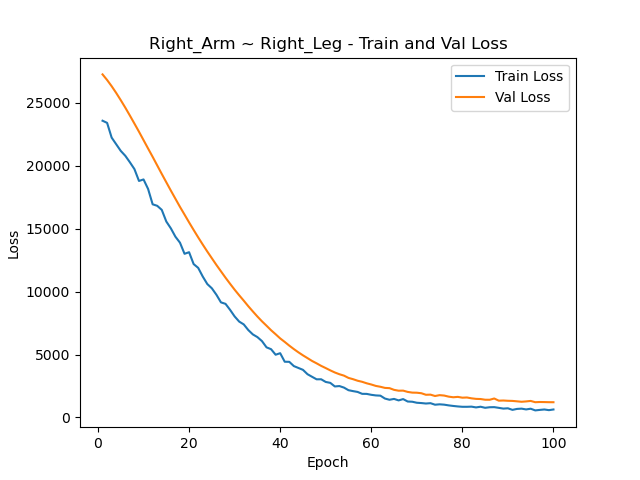 Right_Arm ~ Right_Leg - Train and Val Loss
Train Loss
Val Loss
Loss
25000
20000
15000
10000
5000
0
0 20 40 60 80 100
Epoch